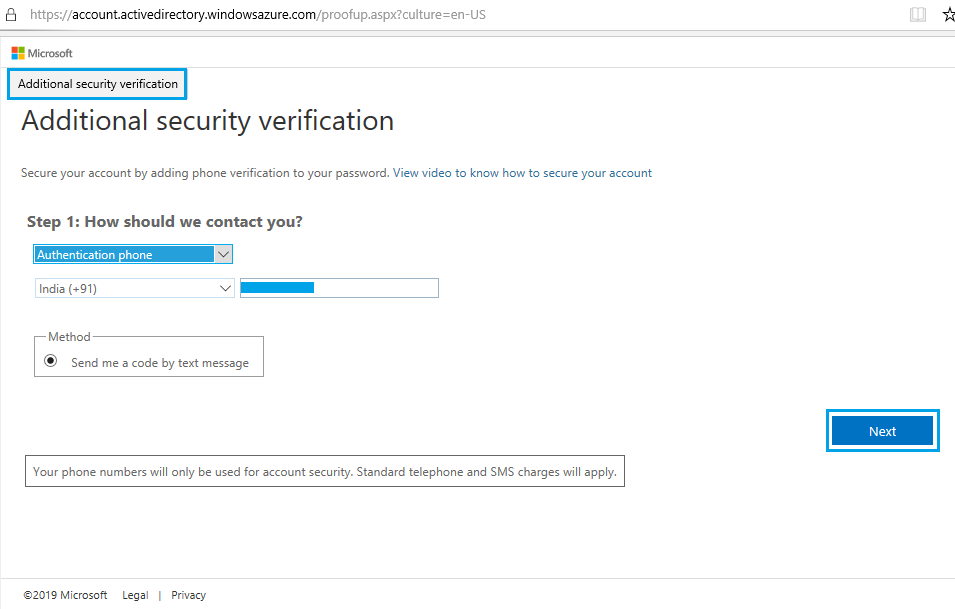 https://account.activedirectory.windowsazure.com/proofup.aspx?culture=en-US
Microsoft
Additional security verification
Additional security verification
Secure your account by adding phone verification to your password. View video to know how to secure your account
Step 1: How should we contact you?
Authentication phone
India (+91)
Method
Send me a code by text message
Next
Your phone numbers will only be used for account security. Standard telephone and SMS charges will apply.
©2019 Microsoft Legal | Privacy